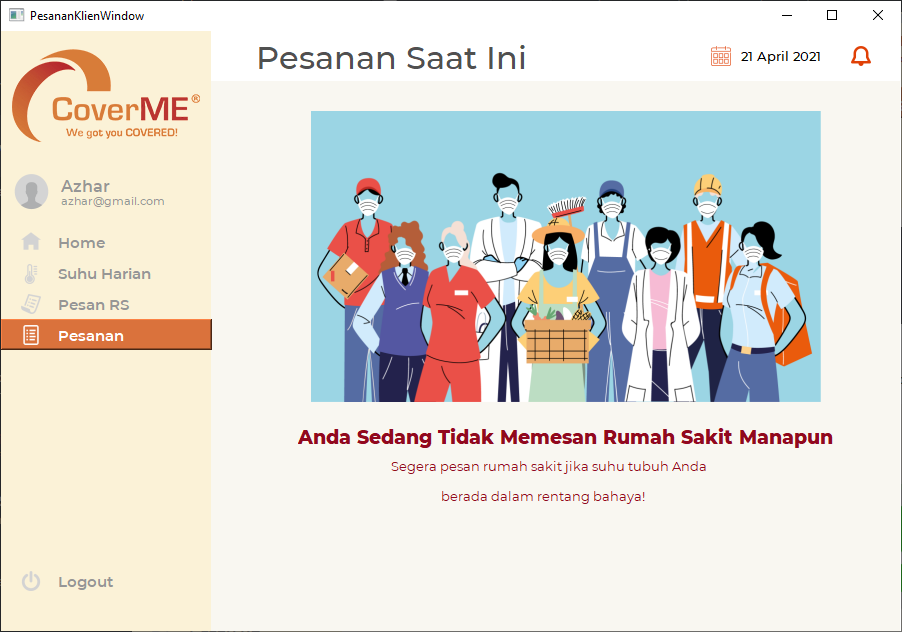 PesananKlienWindow
CoverME®
We got you COVERED!
Azhar
azhar@gmail.com
Home
Suhu Harian
Pesan RS
Pesanan
Logout
Pesanan Saat Ini
21 April 2021
Anda Sedang Tidak Memesan Rumah Sakit Manapun
Segera pesan rumah sakit jika suhu tubuh Anda
berada dalam rentang bahaya!